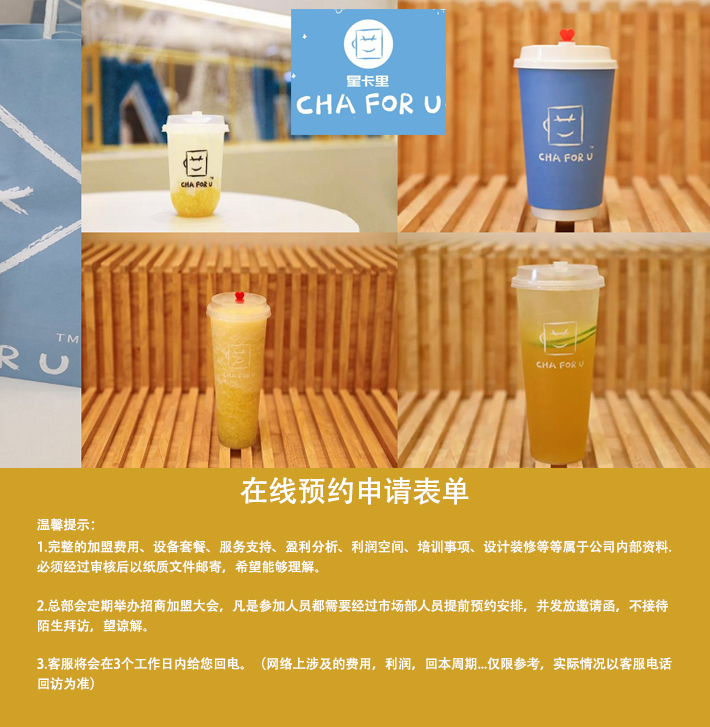 星卡里
CHA FOR U
CHA FOR U
TM
CHA FOR U
TM
OR U
CHA FOR U
CHA FOR U
在线预约申请表单
温馨提示：
1.完整的加盟费用、设备套餐、服务支持、盈利分析、利润空间、培训事项、设计装修等等属于公司内部资料.
必须经过审核后以纸质文件邮寄，希望能够理解。
2.总部会定期举办招商加盟大会，凡是参加人员都需要经过市场部人员提前预约安排，并发放邀请函，不接待
陌生拜访，望谅解。
3.客服将会在3个工作日内给您回电。（网络上涉及的费用，利润，回本周期...仅限参考，实际情况以客服电话
回访为准）